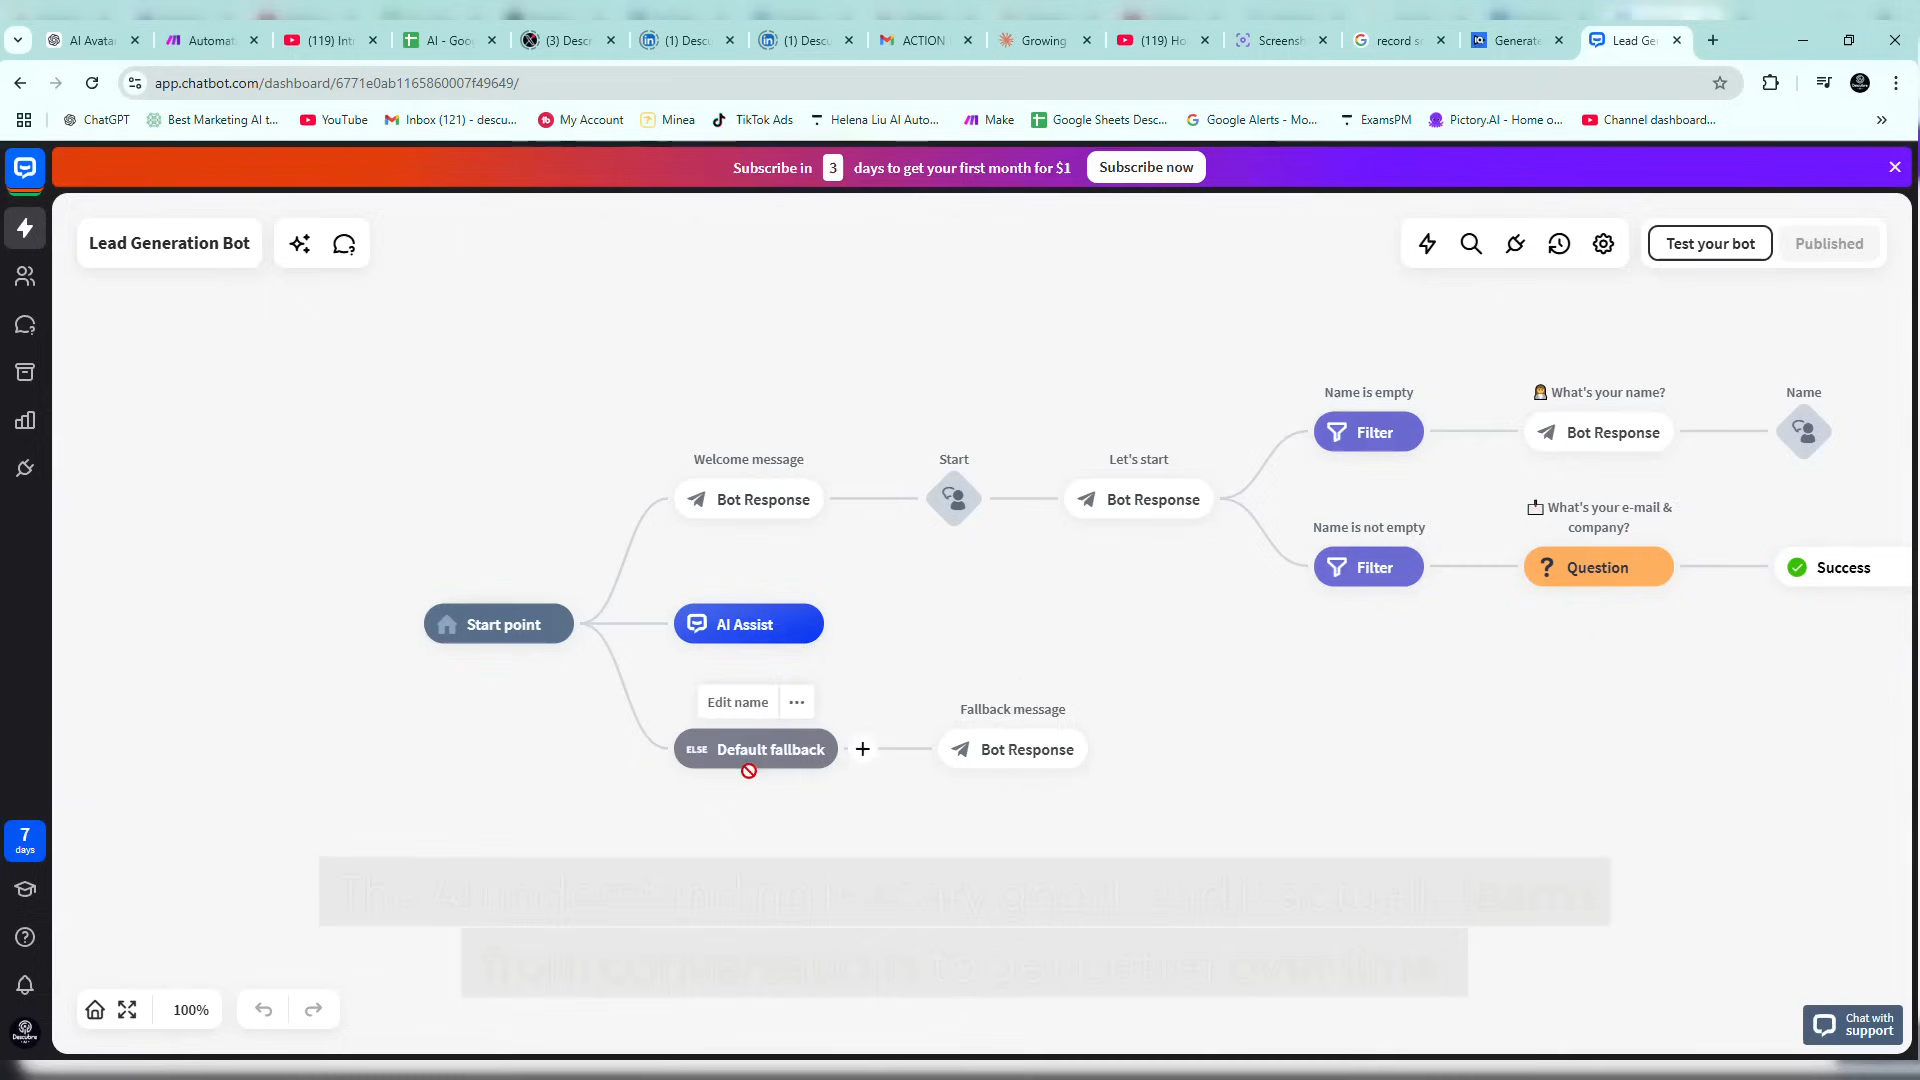 AI Avata
Automat
(119) Int
AI - Goo
(3) Descr
(1) Descu
(1) Descu
ACTION
Growing
(119) Ho
Screensh
record sc
Generate
Lead Ge
app.chatbot.com/dashboard/6771e0ab1165860007f49649/
ChatGPT
Best Marketing AI t...
YouTube
Inbox (121) - descu...
My Account
Minea
TikTok Ads
Helena Liu AI Auto...
Make
Google Sheets Desc...
Google Alerts - Mo...
ExamsPM
Pictory.AI - Home o...
Channel dashboard...
Subscribe in 3 days to get your first month for $1
Subscribe now
Lead Generation Bot
Test your bot
Published
Name is empty
Filter
What's your name?
Bot Response
Name
Welcome message
Bot Response
Start
Let's start
Bot Response
Name is not empty
Filter
What's your e-mail &
company?
Question
Success
Start point
AI Assist
Edit name
ELSE Default fallback
Fallback message
Bot Response
7
days
100%
Chat with
support